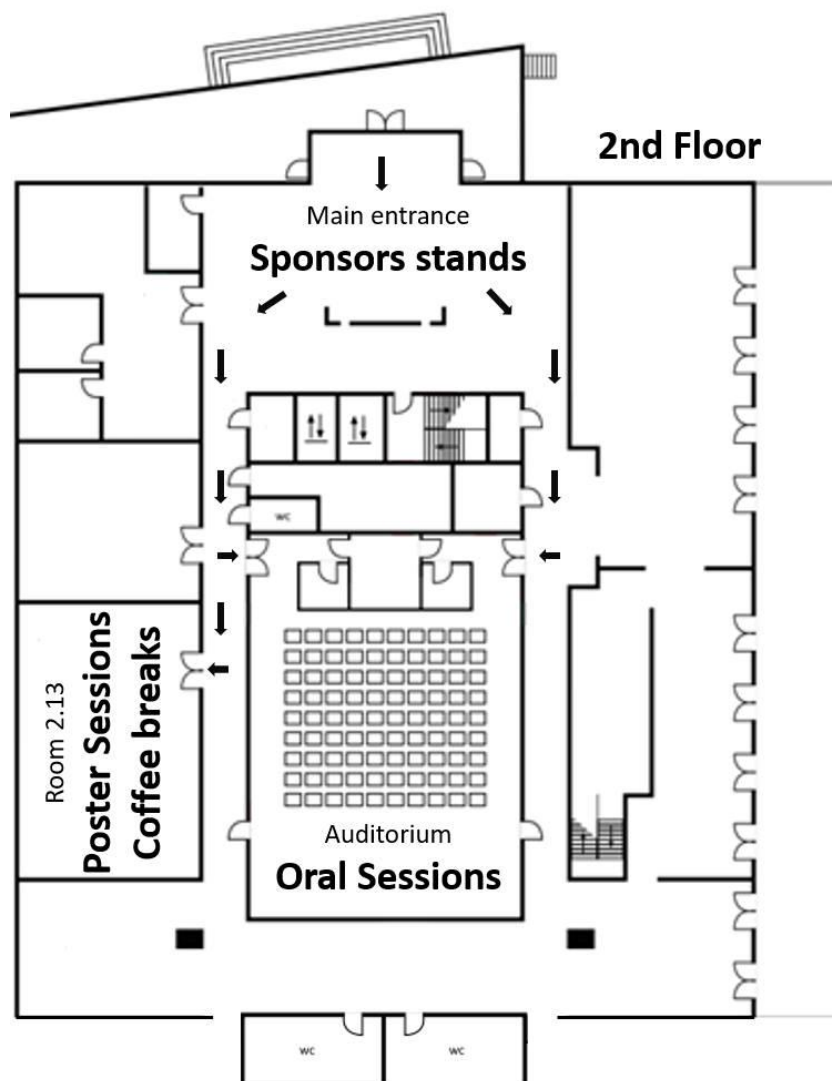 2nd Floor
Main entrance
Sponsors stands
WC
Room 2.13
Poster Sessions
Coffee breaks
Auditorium
Oral Sessions
WC
WC